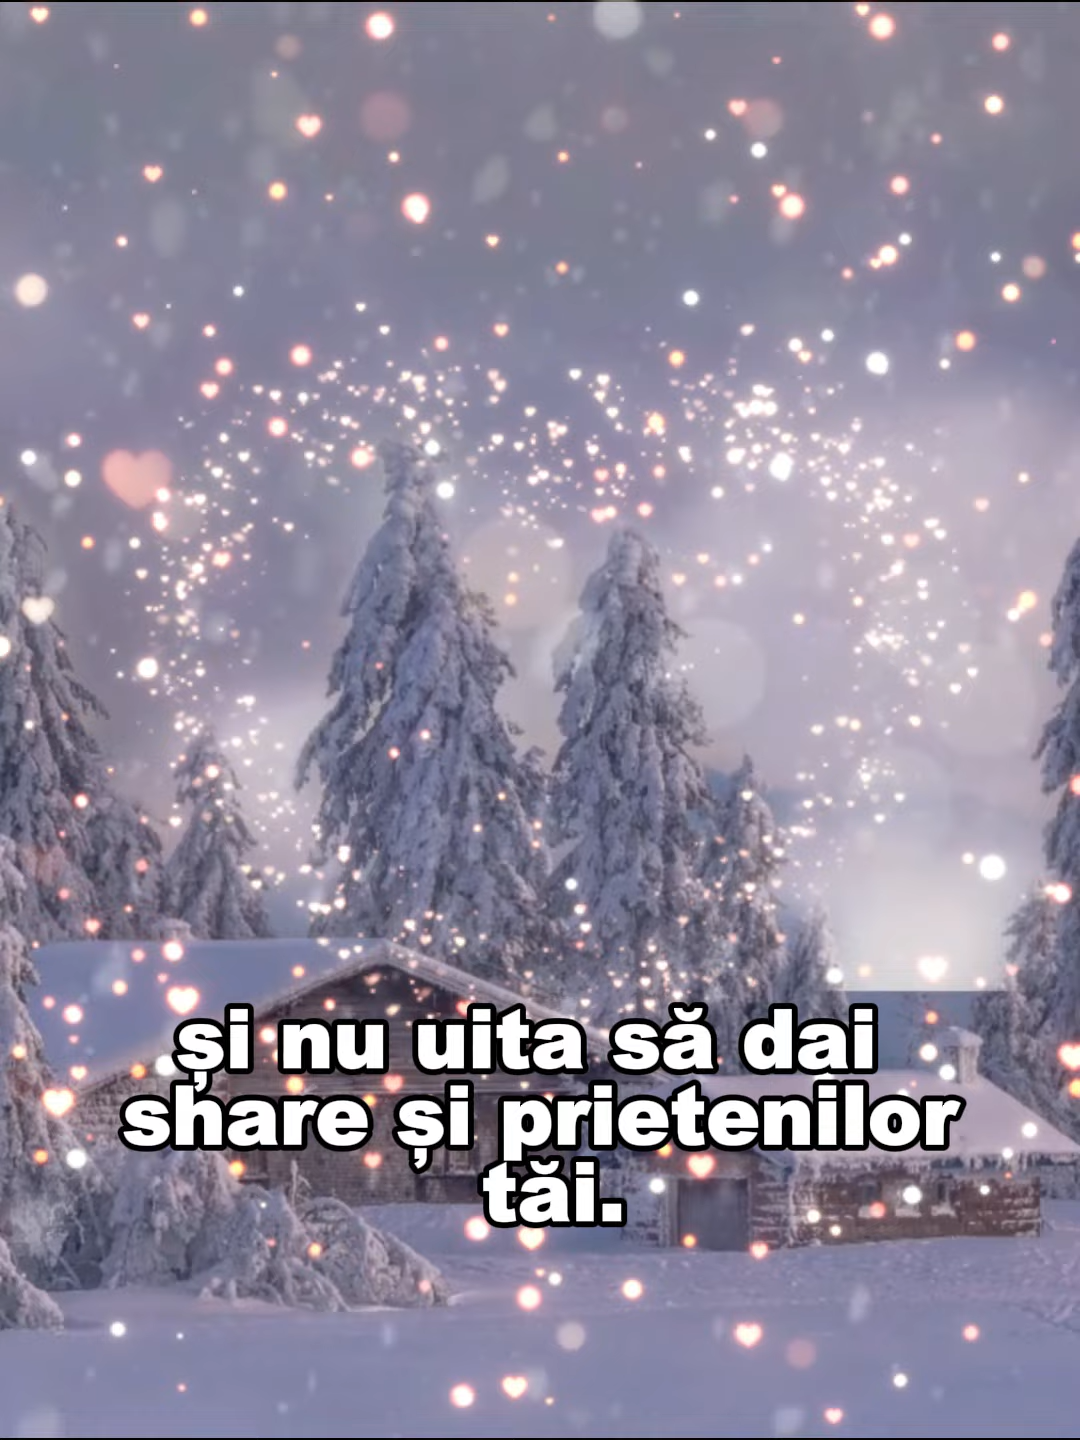 și nu uita să dai
share și prietenilor
tăi.